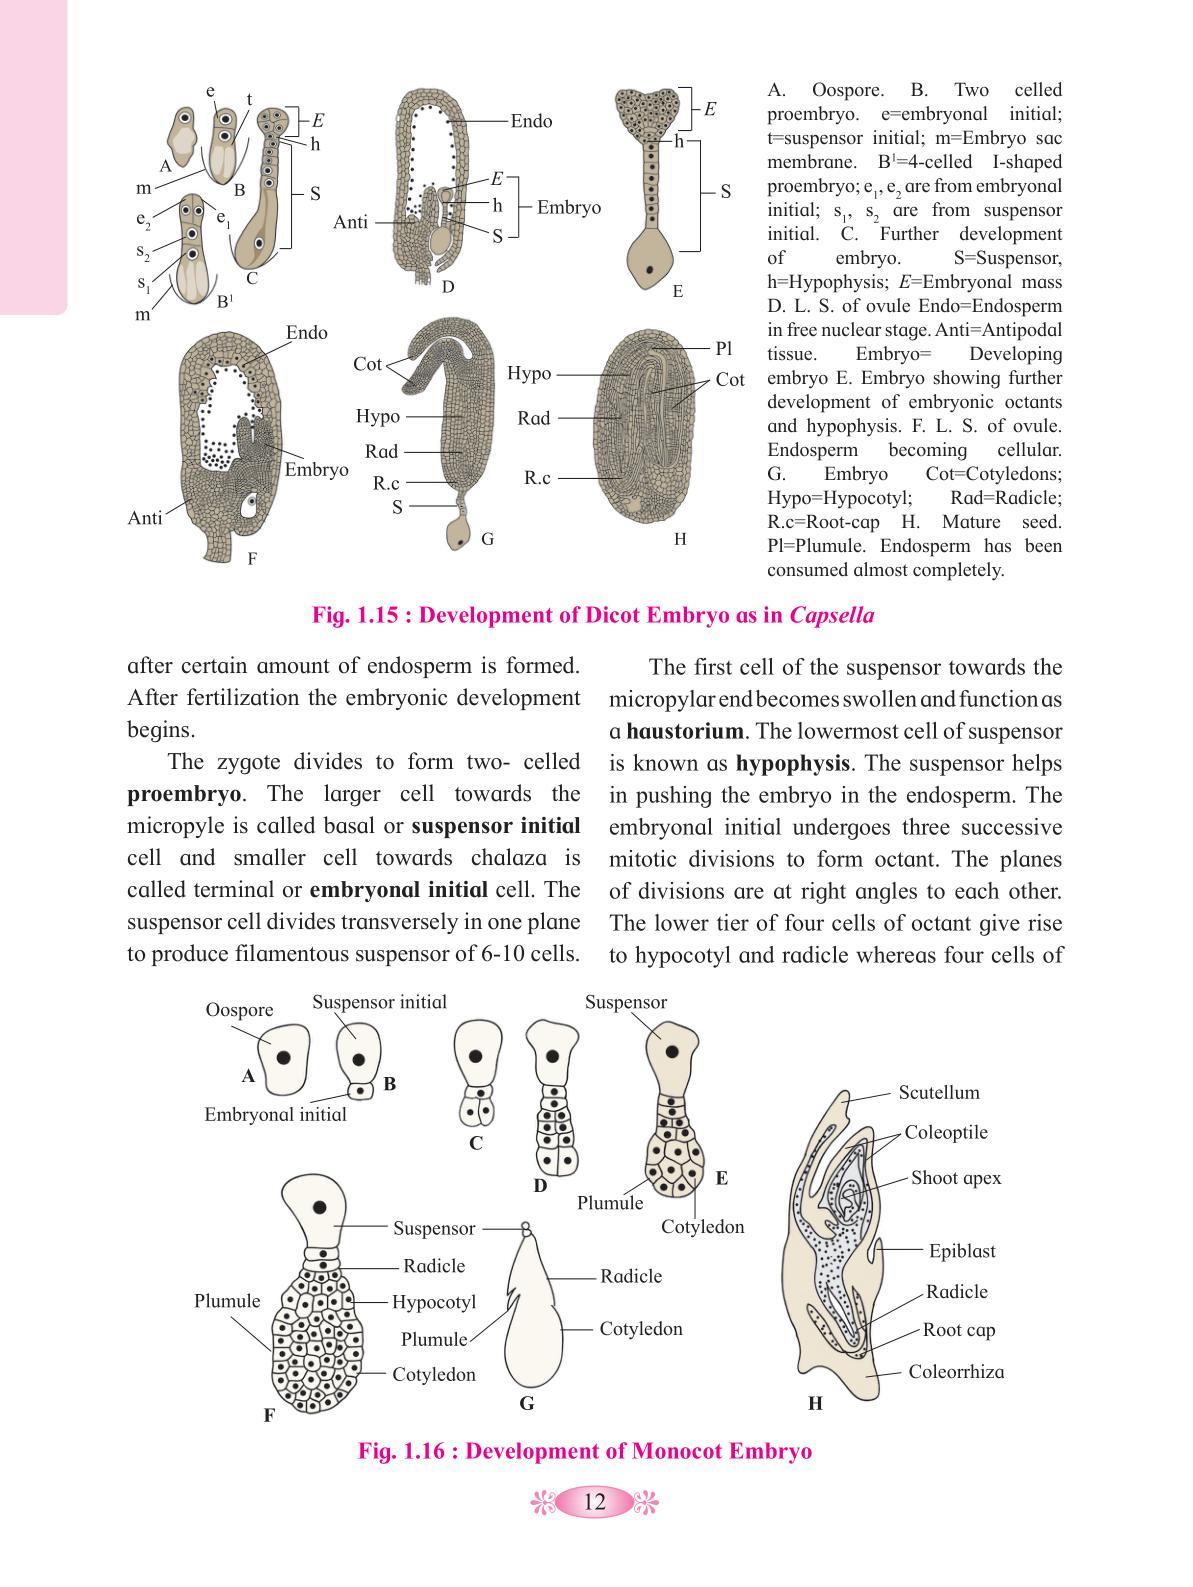 e
t
E
h
A
m
B
S
e2
e1
s2
s1
C
B1
m
Endo
E
h
Embryo
Anti
S
D
E
h
S
E
Endo
Embryo
Anti
F
Cot
Hypo
Rad
R.c
S
G
Pl
Hypo
Cot
Rad
R.c
H
A. Oospore. B. Two celled
proembryo. e=embryonal initial;
t=suspensor initial; m=Embryo sac
membrane. B1=4-celled I-shaped
proembryo; e1, e2 are from embryonal
initial; s1, s2 are from suspensor
initial. C. Further development
of embryo. S=Suspensor,
h=Hypophysis; E=Embryonal mass
D. L. S. of ovule Endo=Endosperm
in free nuclear stage. Anti=Antipodal
tissue. Embryo= Developing
embryo E. Embryo showing further
development of embryonic octants
and hypophysis. F. L. S. of ovule.
Endosperm becoming cellular.
G. Embryo Cot=Cotyledons;
Hypo=Hypocotyl; Rad=Radicle;
R.c=Root-cap H. Mature seed.
Pl=Plumule. Endosperm has been
consumed almost completely.
Fig. 1.15 : Development of Dicot Embryo as in Capsella
after certain amount of endosperm is formed.
After fertilization the embryonic development
begins.
The zygote divides to form two- celled
proembryo. The larger cell towards the
micropyle is called basal or suspensor initial
cell and smaller cell towards chalaza is
called terminal or embryonal initial cell. The
suspensor cell divides transversely in one plane
to produce filamentous suspensor of 6-10 cells.
The first cell of the suspensor towards the
micropylar end becomes swollen and function as
a haustorium. The lowermost cell of suspensor
is known as hypophysis. The suspensor helps
in pushing the embryo in the endosperm. The
embryonal initial undergoes three successive
mitotic divisions to form octant. The planes
of divisions are at right angles to each other.
The lower tier of four cells of octant give rise
to hypocotyl and radicle whereas four cells of
Oospore
Suspensor initial
A
B
Embryonal initial
C
D
Suspensor
Plumule
E
Cotyledon
Suspensor
Radicle
Plumule
Hypocotyl
Plumule
Cotyledon
F
Radicle
Cotyledon
G
Scutellum
Coleoptile
Shoot apex
Epiblast
Radicle
Root cap
Coleorrhiza
H
Fig. 1.16 : Development of Monocot Embryo
12